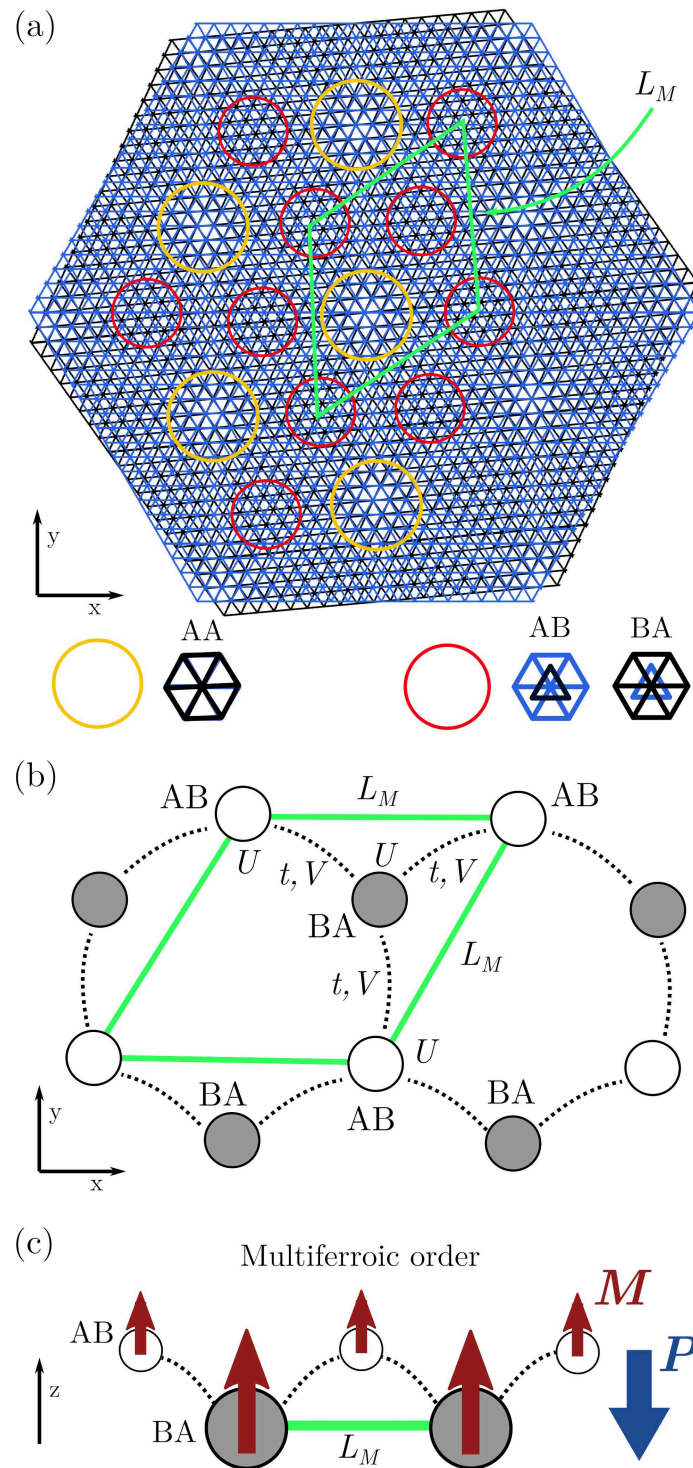 (a)
L_M
y
x
AA
AB
BA
(b)
AB
L_M
AB
U
U
t, V
t, V
BA
L_M
t, V
U
BA
AB
BA
y
x
(c)
Multiferroic order
M
AB
P
z
BA
L_M